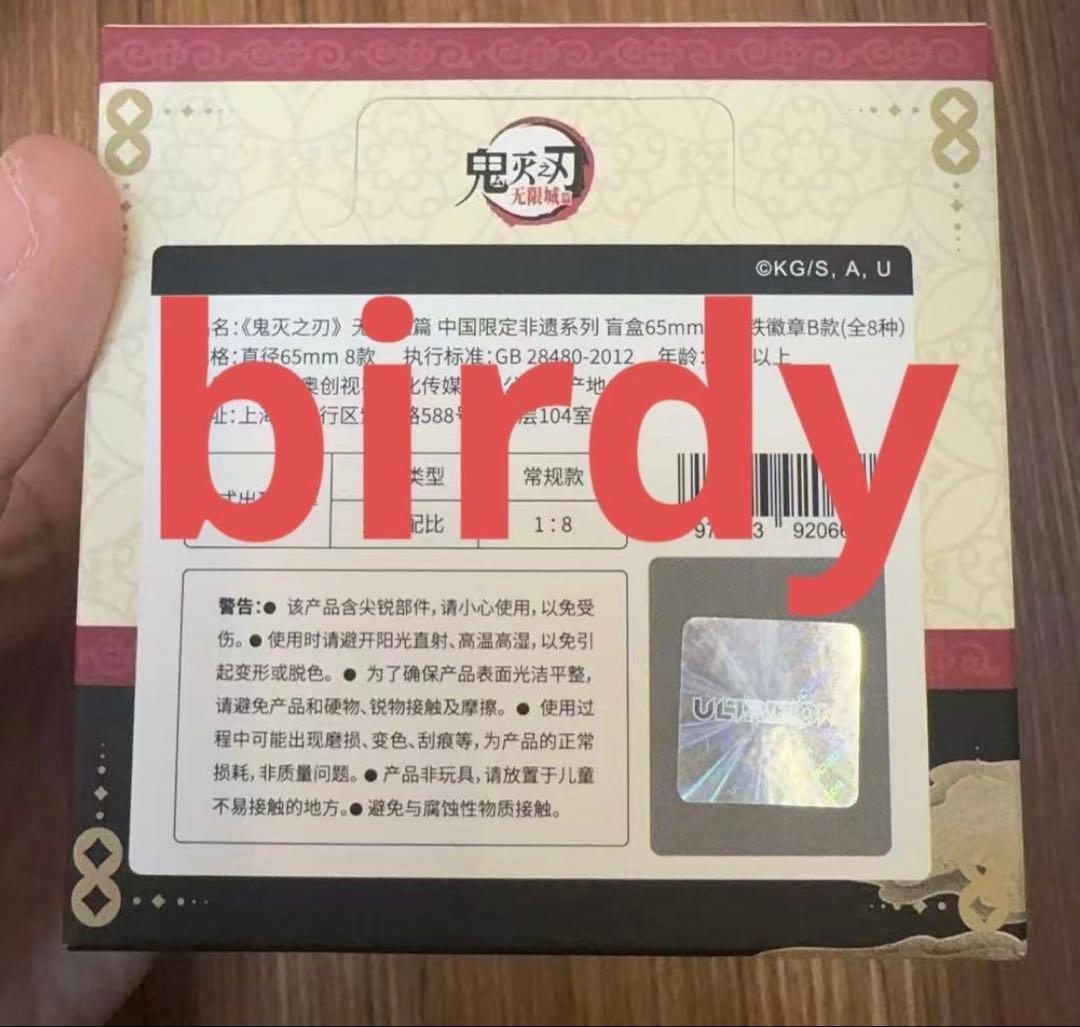 鬼灭之刃
无限城篇
©KG/S, A, U
birdy
名:《鬼灭之刃》无 篇 中国限定非遗系列 盲盒65mm 铁徽章B款(全8种)
格:直径65mm 8款 执行标准:GB 28480-2012 年龄: 以上
奥创视 化传媒 公 产地
址:上海 行区 路588号 层104室
类型 常规款
配比 1:8
97 3 9206
警告:● 该产品含尖锐部件,请小心使用,以免受
伤。● 使用时请避开阳光直射、高温高湿,以免引
起变形或脱色。● 为了确保产品表面光洁平整,
请避免产品和硬物、锐物接触及摩擦。● 使用过
程中可能出现磨损、变色、刮痕等,为产品的正常
损耗,非质量问题。● 产品非玩具,请放置于儿童
不易接触的地方。● 避免与腐蚀性物质接触。